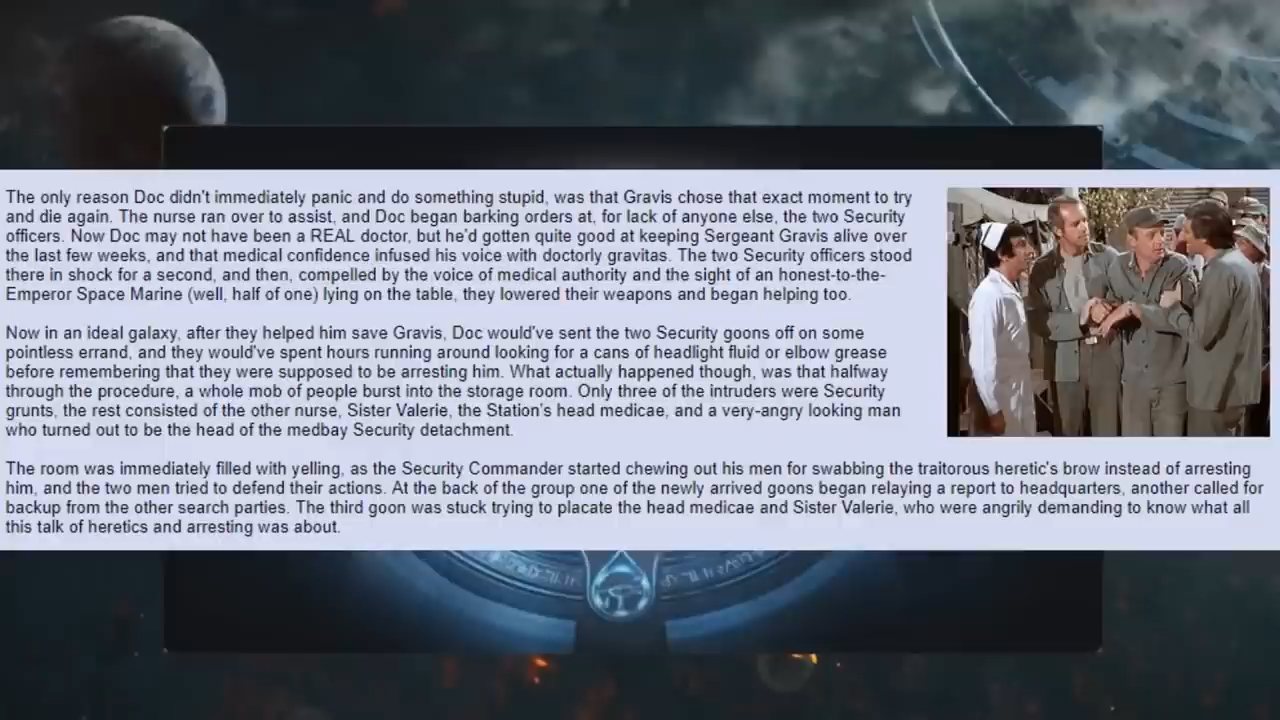 The only reason Doc didn't immediately panic and do something stupid, was that Gravis chose that exact moment to try
and die again. The nurse ran over to assist, and Doc began barking orders at, for lack of anyone else, the two Security
officers. Now Doc may not have been a REAL doctor, but he'd gotten quite good at keeping Sergeant Gravis alive over
the last few weeks, and that medical confidence infused his voice with doctorly gravitas. The two Security officers stood
there in shock for a second, and then, compelled by the voice of medical authority and the sight of an honest-to-the-
Emperor Space Marine (well, half of one) lying on the table, they lowered their weapons and began helping too.
Now in an ideal galaxy, after they helped him save Gravis, Doc would've sent the two Security goons off on some
pointless errand, and they would've spent hours running around looking for a cans of headlight fluid or elbow grease
before remembering that they were supposed to be arresting him. What actually happened though, was that halfway
through the procedure, a whole mob of people burst into the storage room. Only three of the intruders were Security
grunts, the rest consisted of the other nurse, Sister Valerie, the Station's head medicae, and a very-angry looking man
who turned out to be the head of the medbay Security detachment.
The room was immediately filled with yelling, as the Security Commander started chewing out his men for swabbing the traitorous heretic's brow instead of arresting
him, and the two men tried to defend their actions. At the back of the group one of the newly arrived goons began relaying a report to headquarters, another called for
backup from the other search parties. The third goon was stuck trying to placate the head medicae and Sister Valerie, who were angrily demanding to know what all
this talk of heretics and arresting was about.